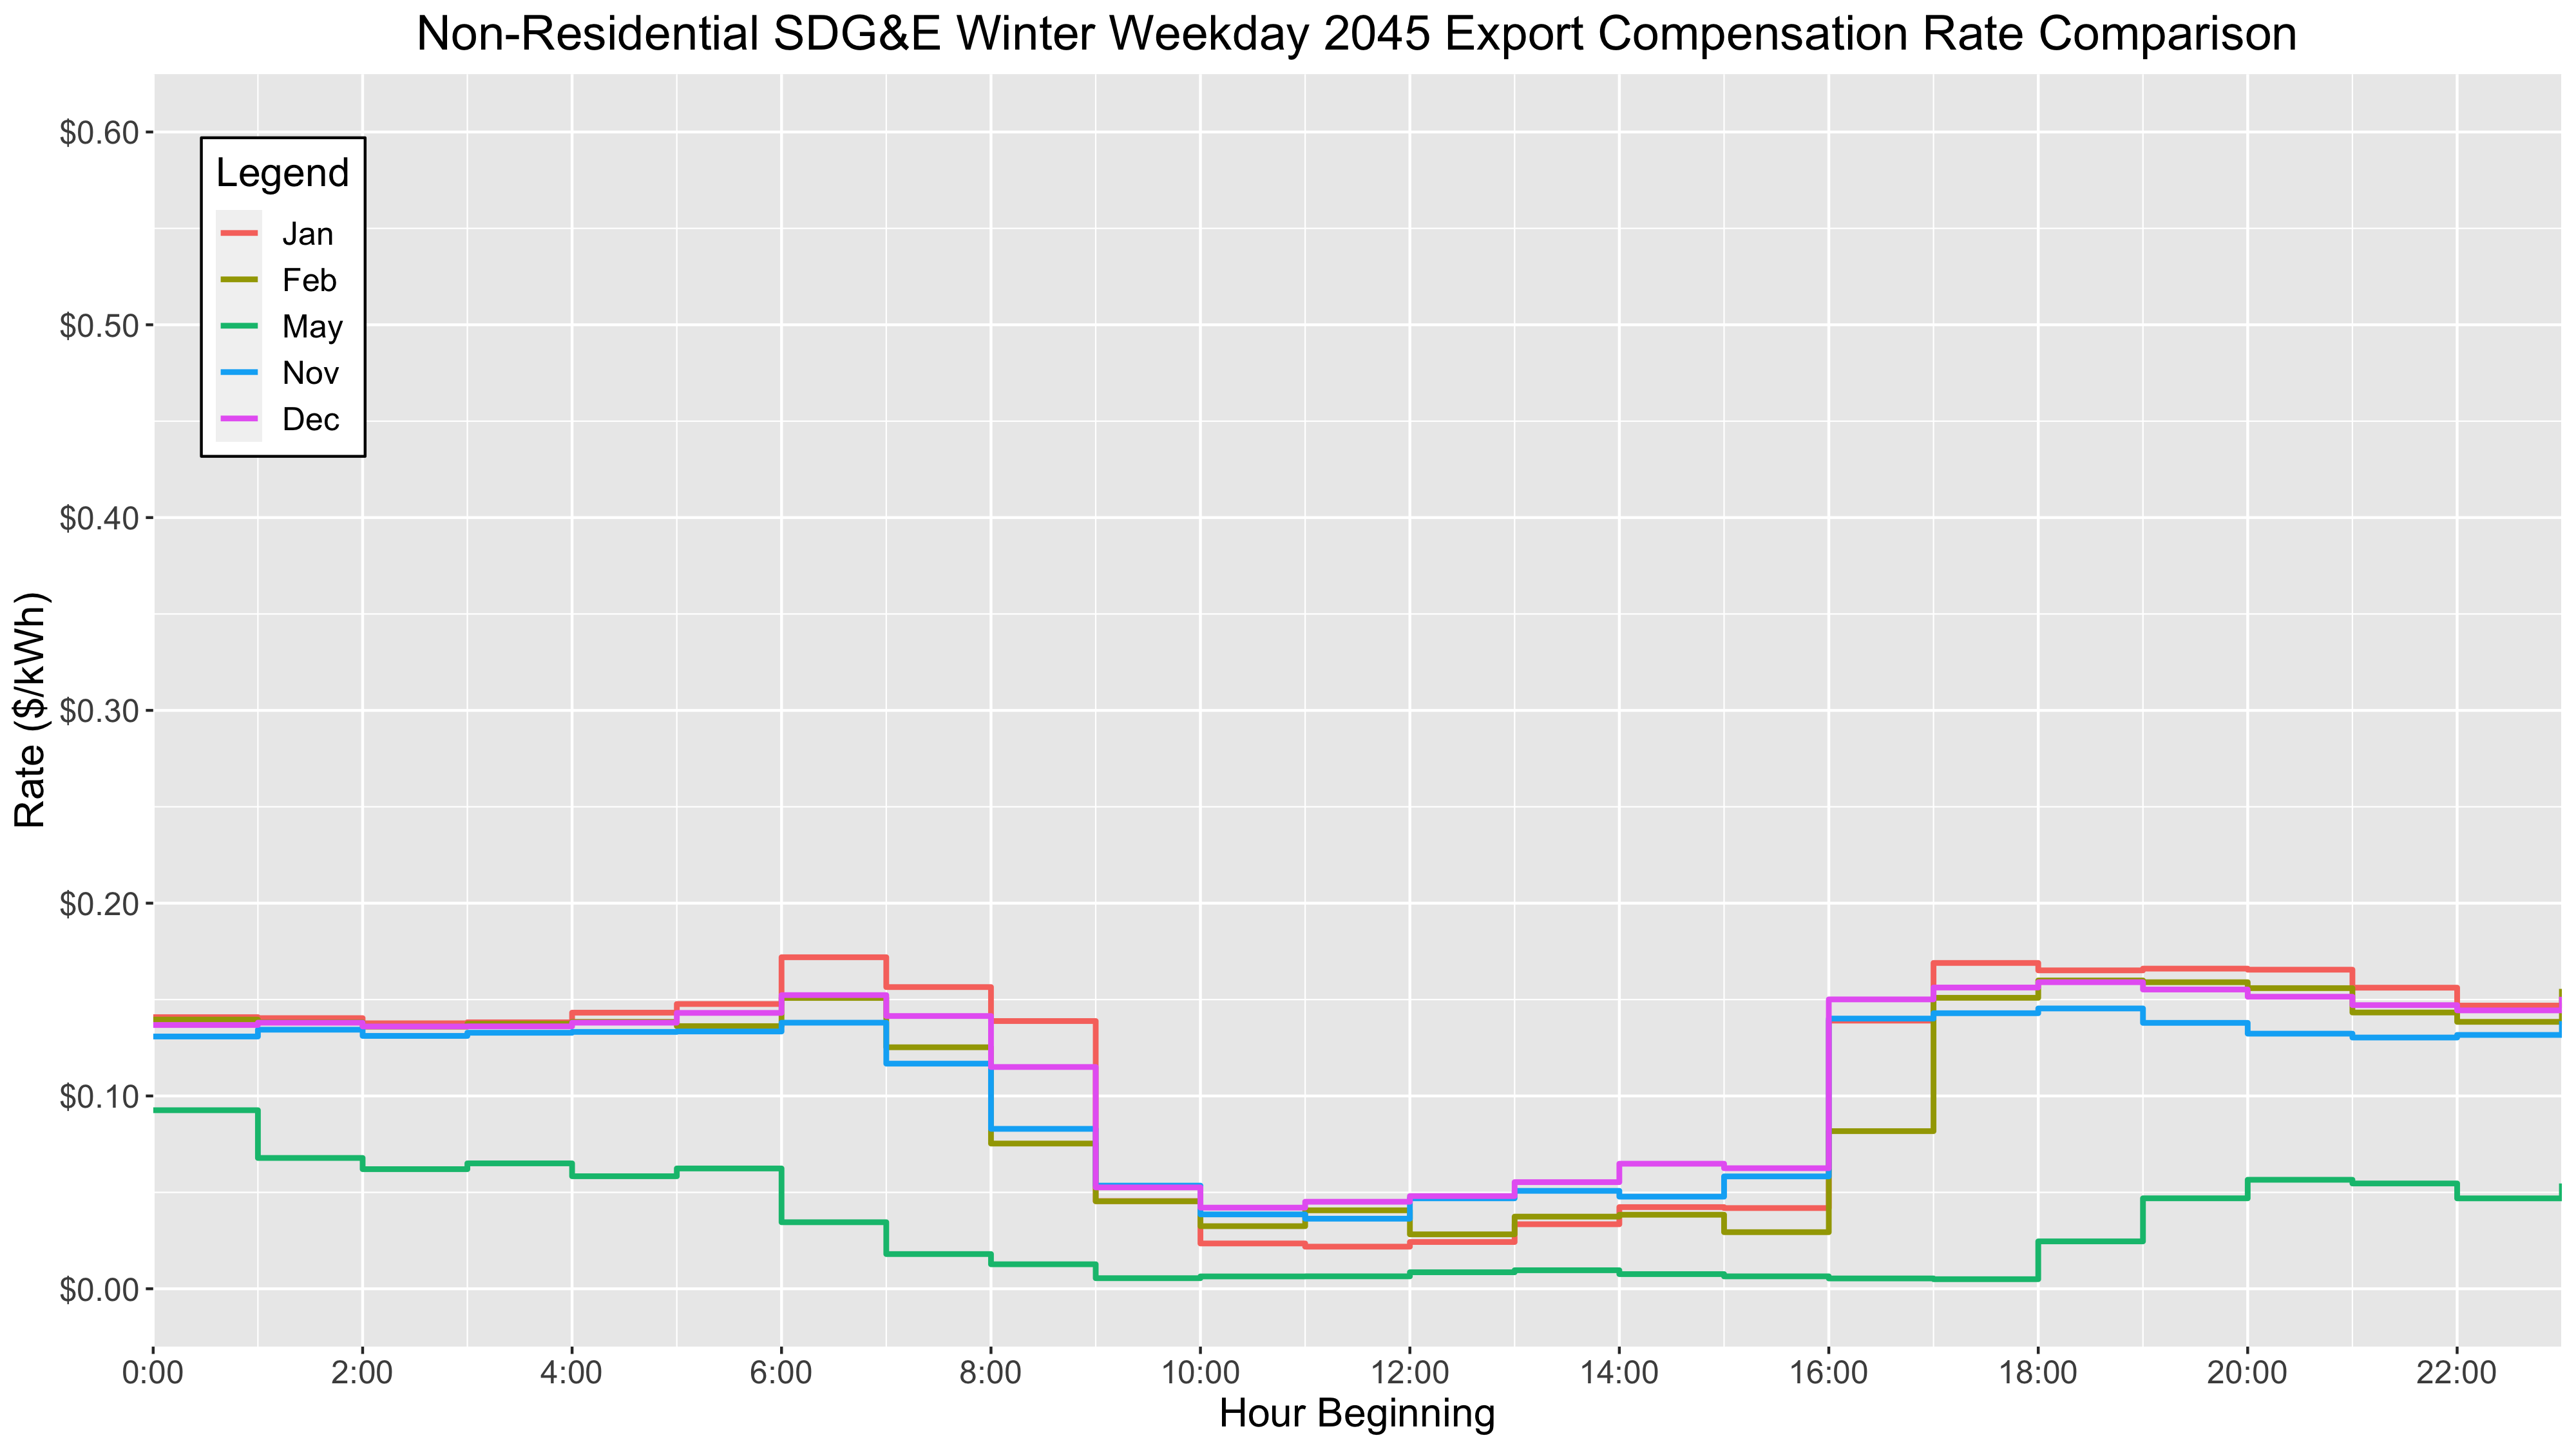 Non-Residential SDG&E Winter Weekday 2045 Export Compensation Rate Comparison
$0.60
$0.50
$0.40
$0.30
$0.20
$0.10
$0.00
Rate ($/kWh)
Legend
Jan
Feb
May
Nov
Dec
0:00 2:00 4:00 6:00 8:00 10:00 12:00 14:00 16:00 18:00 20:00 22:00
Hour Beginning